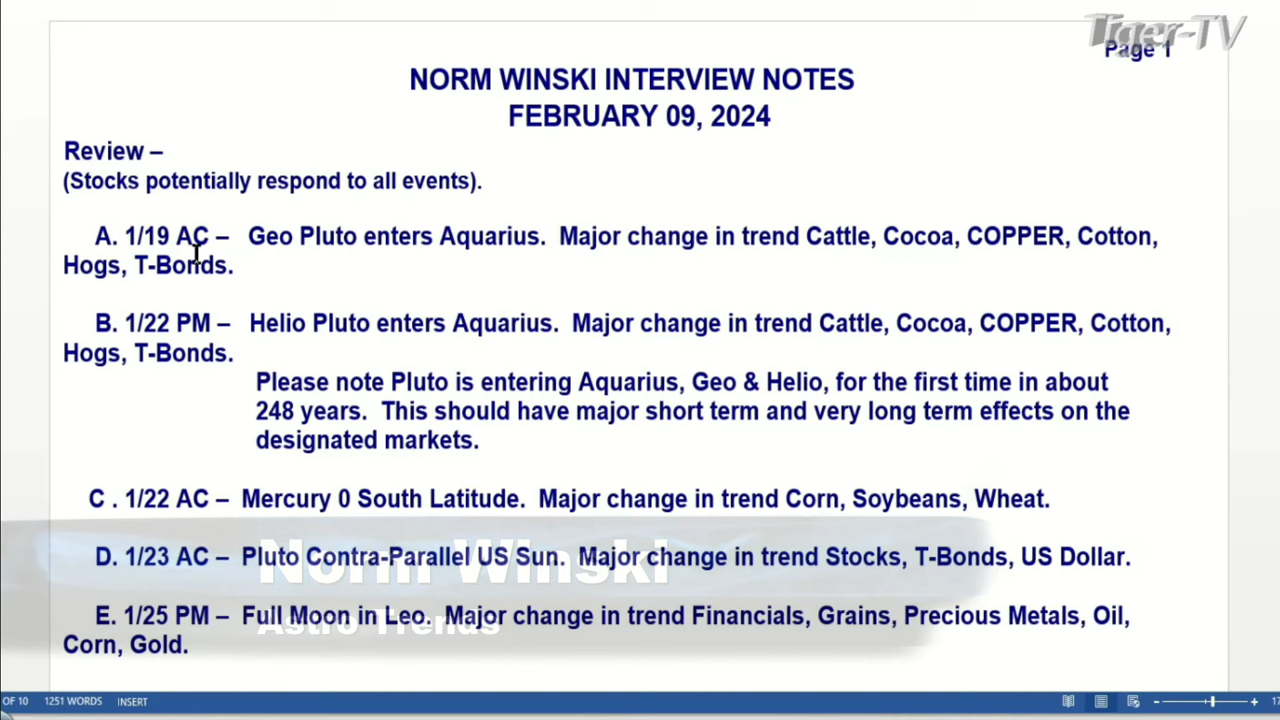 Tiger-TV
Page 1
NORM WINSKI INTERVIEW NOTES
FEBRUARY 09, 2024
Review –
(Stocks potentially respond to all events).
A. 1/19 AC – Geo Pluto enters Aquarius. Major change in trend Cattle, Cocoa, COPPER, Cotton,
Hogs, T-Bonds.
B. 1/22 PM – Helio Pluto enters Aquarius. Major change in trend Cattle, Cocoa, COPPER, Cotton,
Hogs, T-Bonds.
Please note Pluto is entering Aquarius, Geo & Helio, for the first time in about
248 years. This should have major short term and very long term effects on the
designated markets.
C . 1/22 AC – Mercury 0 South Latitude. Major change in trend Corn, Soybeans, Wheat.
Norm Winski
D. 1/23 AC – Pluto Contra-Parallel US Sun. Major change in trend Stocks, T-Bonds, US Dollar.
E. 1/25 PM – Full Moon in Leo. Major change in trend Financials, Grains, Precious Metals, Oil,
Astro Trends
Corn, Gold.
OF 10 1251 WORDS INSERT